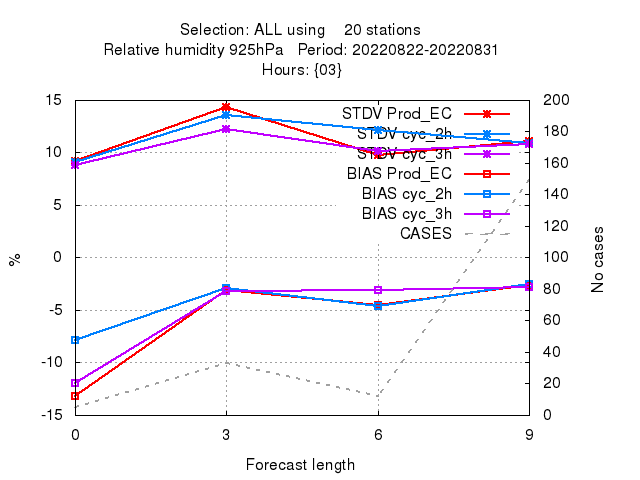 Selection: ALL using 20 stations
Relative humidity 925hPa Period: 20220822-20220831
Hours: {03}
STDV Prod_EC
STDV cyc_2h
STDV cyc_3h
BIAS Prod_EC
BIAS cyc_2h
BIAS cyc_3h
CASES
15
10
5
0
-5
-10
-15
%
200
180
160
140
120
100
80
60
40
20
0
No cases
0 3 6 9
Forecast length